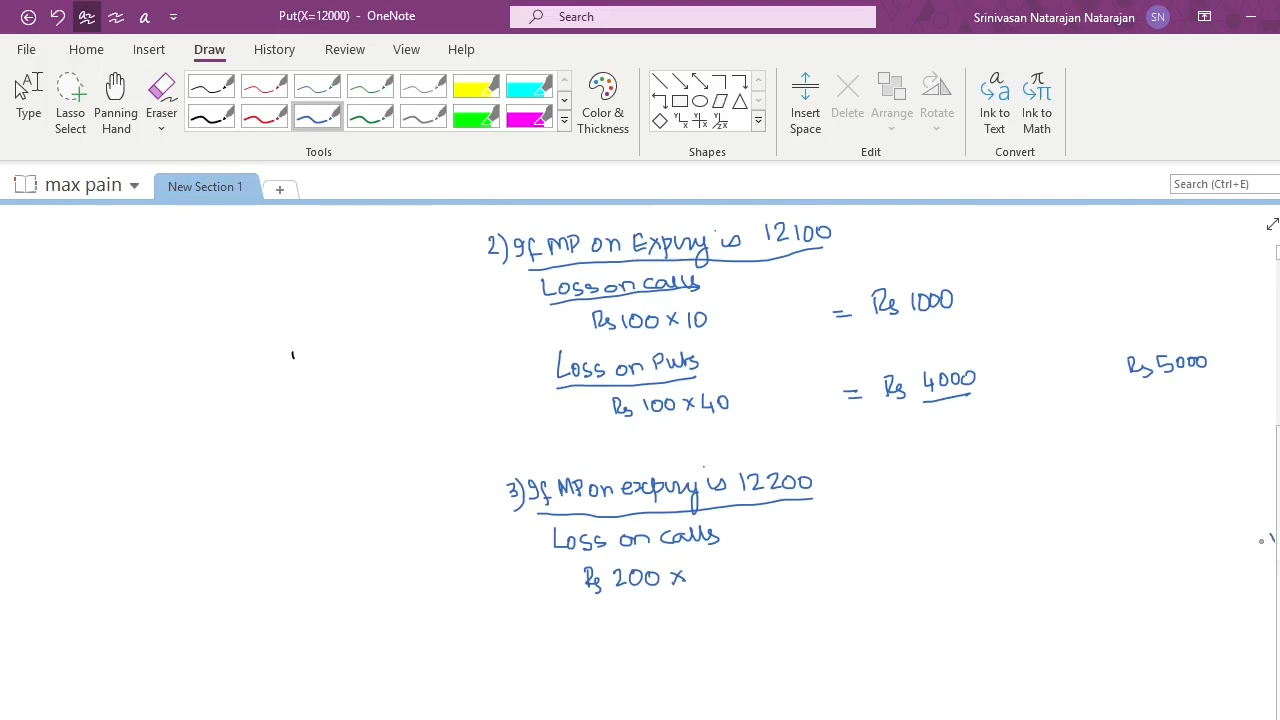 Put(X=12000) - OneNote
Search
Srinivasan Natarajan Natarajan
SN
File Home Insert Draw History Review View Help
Type
Lasso Select
Panning Hand
Eraser
Color & Thickness
Insert Space
Delete
Arrange
Rotate
Ink to Text
Ink to Math
Tools
Shapes
Edit
Convert
max pain
New Section 1
+
Search (Ctrl+E)
2) If MP on Expiry is 12100
Loss on calls
Rs 100 × 10 = Rs 1000
Loss on Puts
Rs 100 × 40 = Rs 4000
Rs 5000
3) If MP on expiry is 12200
Loss on calls
Rs 200 ×